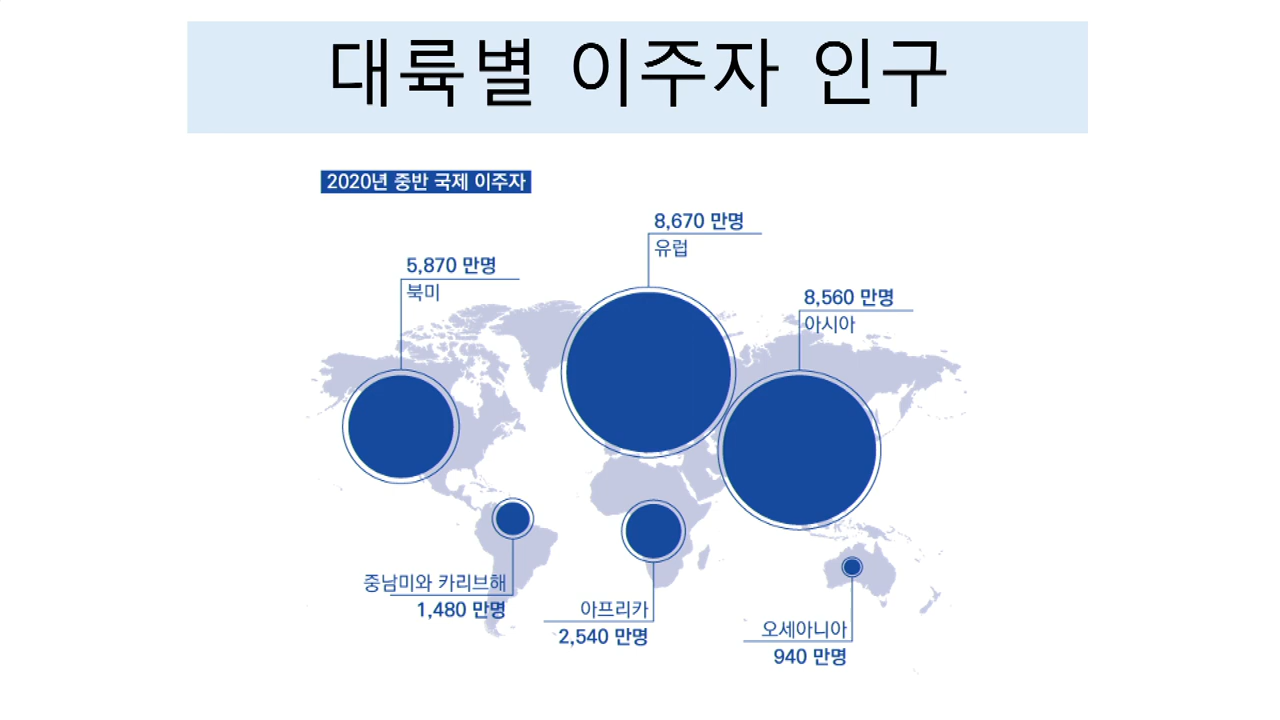 대륙별 이주자 인구
2020년 중반 국제 이주자
8,670 만명
유럽
5,870 만명
북미
8,560 만명
아시아
중남미와 카리브해
1,480 만명
아프리카
2,540 만명
오세아니아
940 만명